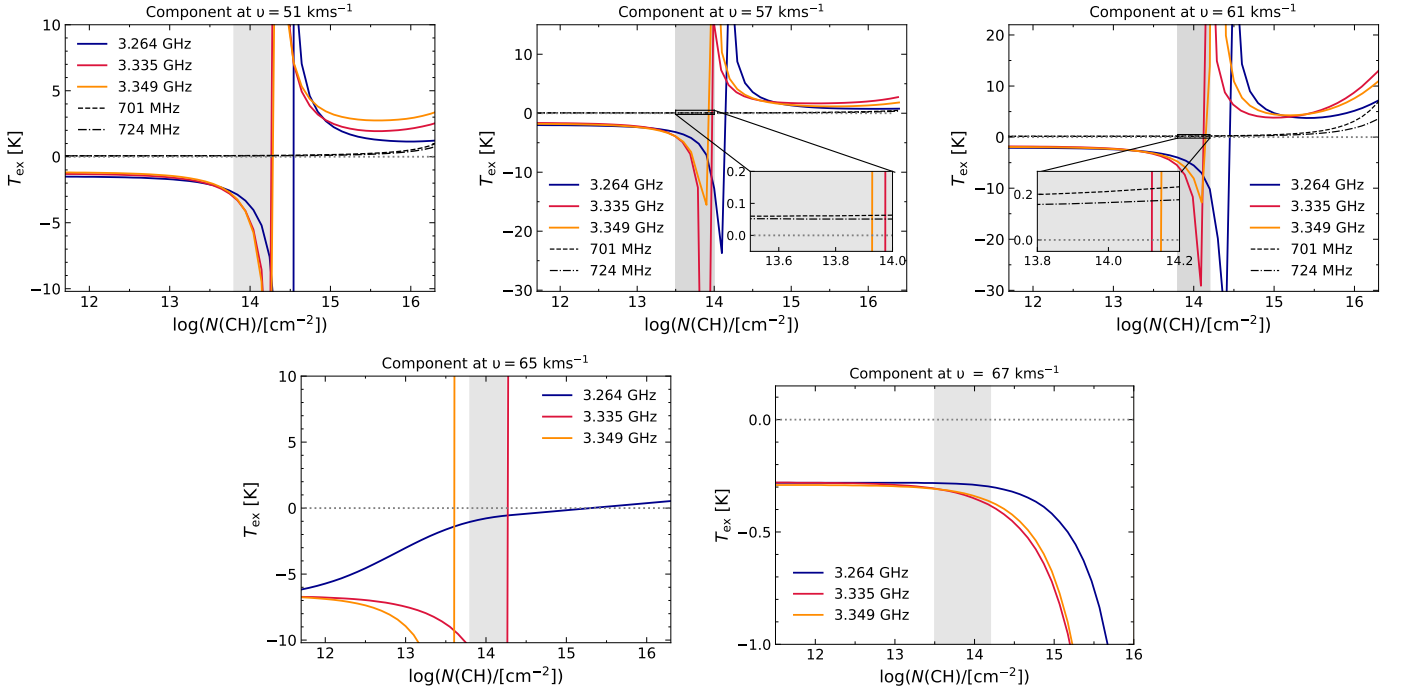 Component at υ = 51 kms⁻¹
10
5
0
−5
−10
T_ex [K]
3.264 GHz
3.335 GHz
3.349 GHz
701 MHz
724 MHz
12 13 14 15 16
log(N(CH)/[cm⁻²])
Component at υ = 57 kms⁻¹
10
0
−10
−20
−30
T_ex [K]
3.264 GHz
3.335 GHz
3.349 GHz
701 MHz
724 MHz
0.2
0.1
0.0
13.6 13.8 14.0
12 13 14 15 16
log(N(CH)/[cm⁻²])
Component at υ = 61 kms⁻¹
20
10
0
−10
−20
−30
T_ex [K]
0.2
0.0
13.8 14.0 14.2
3.264 GHz
3.335 GHz
3.349 GHz
701 MHz
724 MHz
12 13 14 15 16
log(N(CH)/[cm⁻²])
Component at υ = 65 kms⁻¹
10
5
0
−5
−10
T_ex [K]
3.264 GHz
3.335 GHz
3.349 GHz
12 13 14 15 16
log(N(CH)/[cm⁻²])
Component at υ = 67 kms⁻¹
0.0
−0.5
−1.0
T_ex [K]
3.264 GHz
3.335 GHz
3.349 GHz
12 13 14 15 16
log(N(CH)/[cm⁻²])